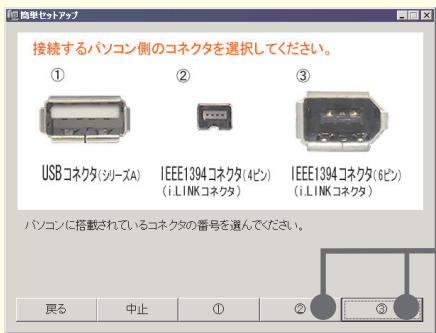 簡単セットアップ
接続するパソコン側のコネクタを選択してください。
① ② ③
USBコネクタ(シリーズA) IEEE1394コネクタ(4ピン) IEEE1394コネクタ(6ピン)
(i.LINKコネクタ) (i.LINKコネクタ)
パソコンに搭載されているコネクタの番号を選んでください。
戻る 中止 ① ② ③